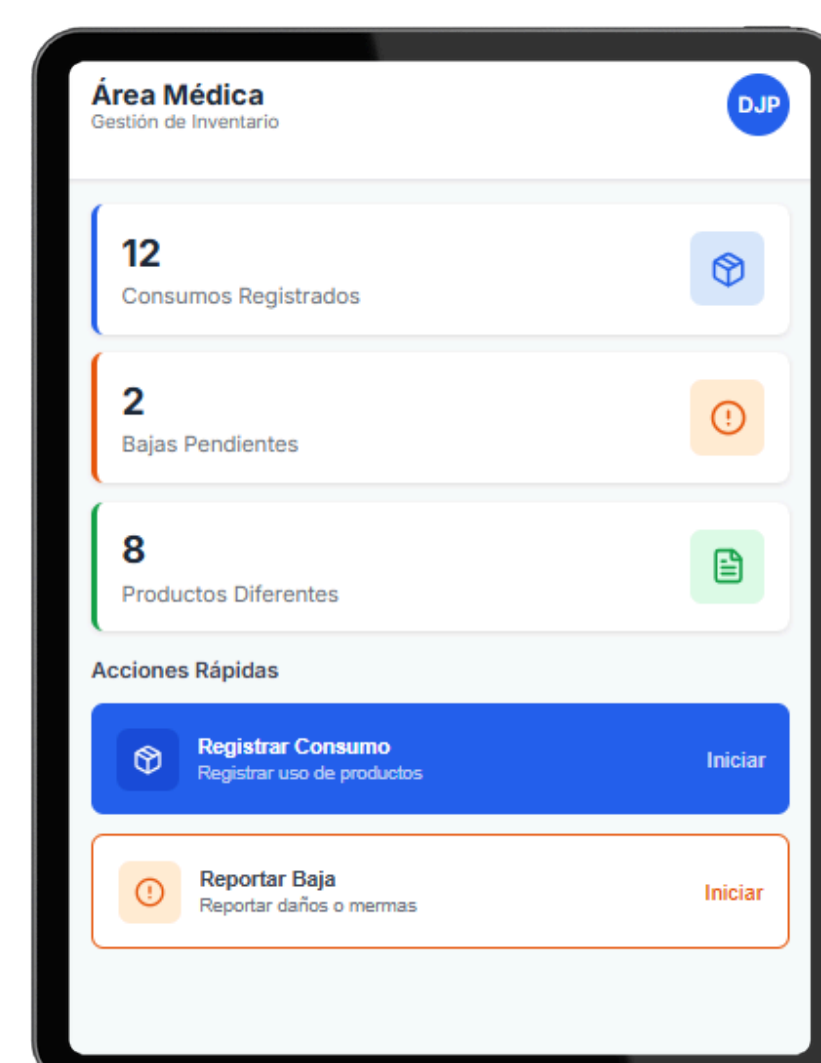 Área Médica
DJP
Gestión de Inventario
12
Consumos Registrados
2
Bajas Pendientes
8
Productos Diferentes
Acciones Rápidas
Registrar Consumo
Registrar uso de productos
Iniciar
Reportar Baja
Reportar daños o mermas
Iniciar